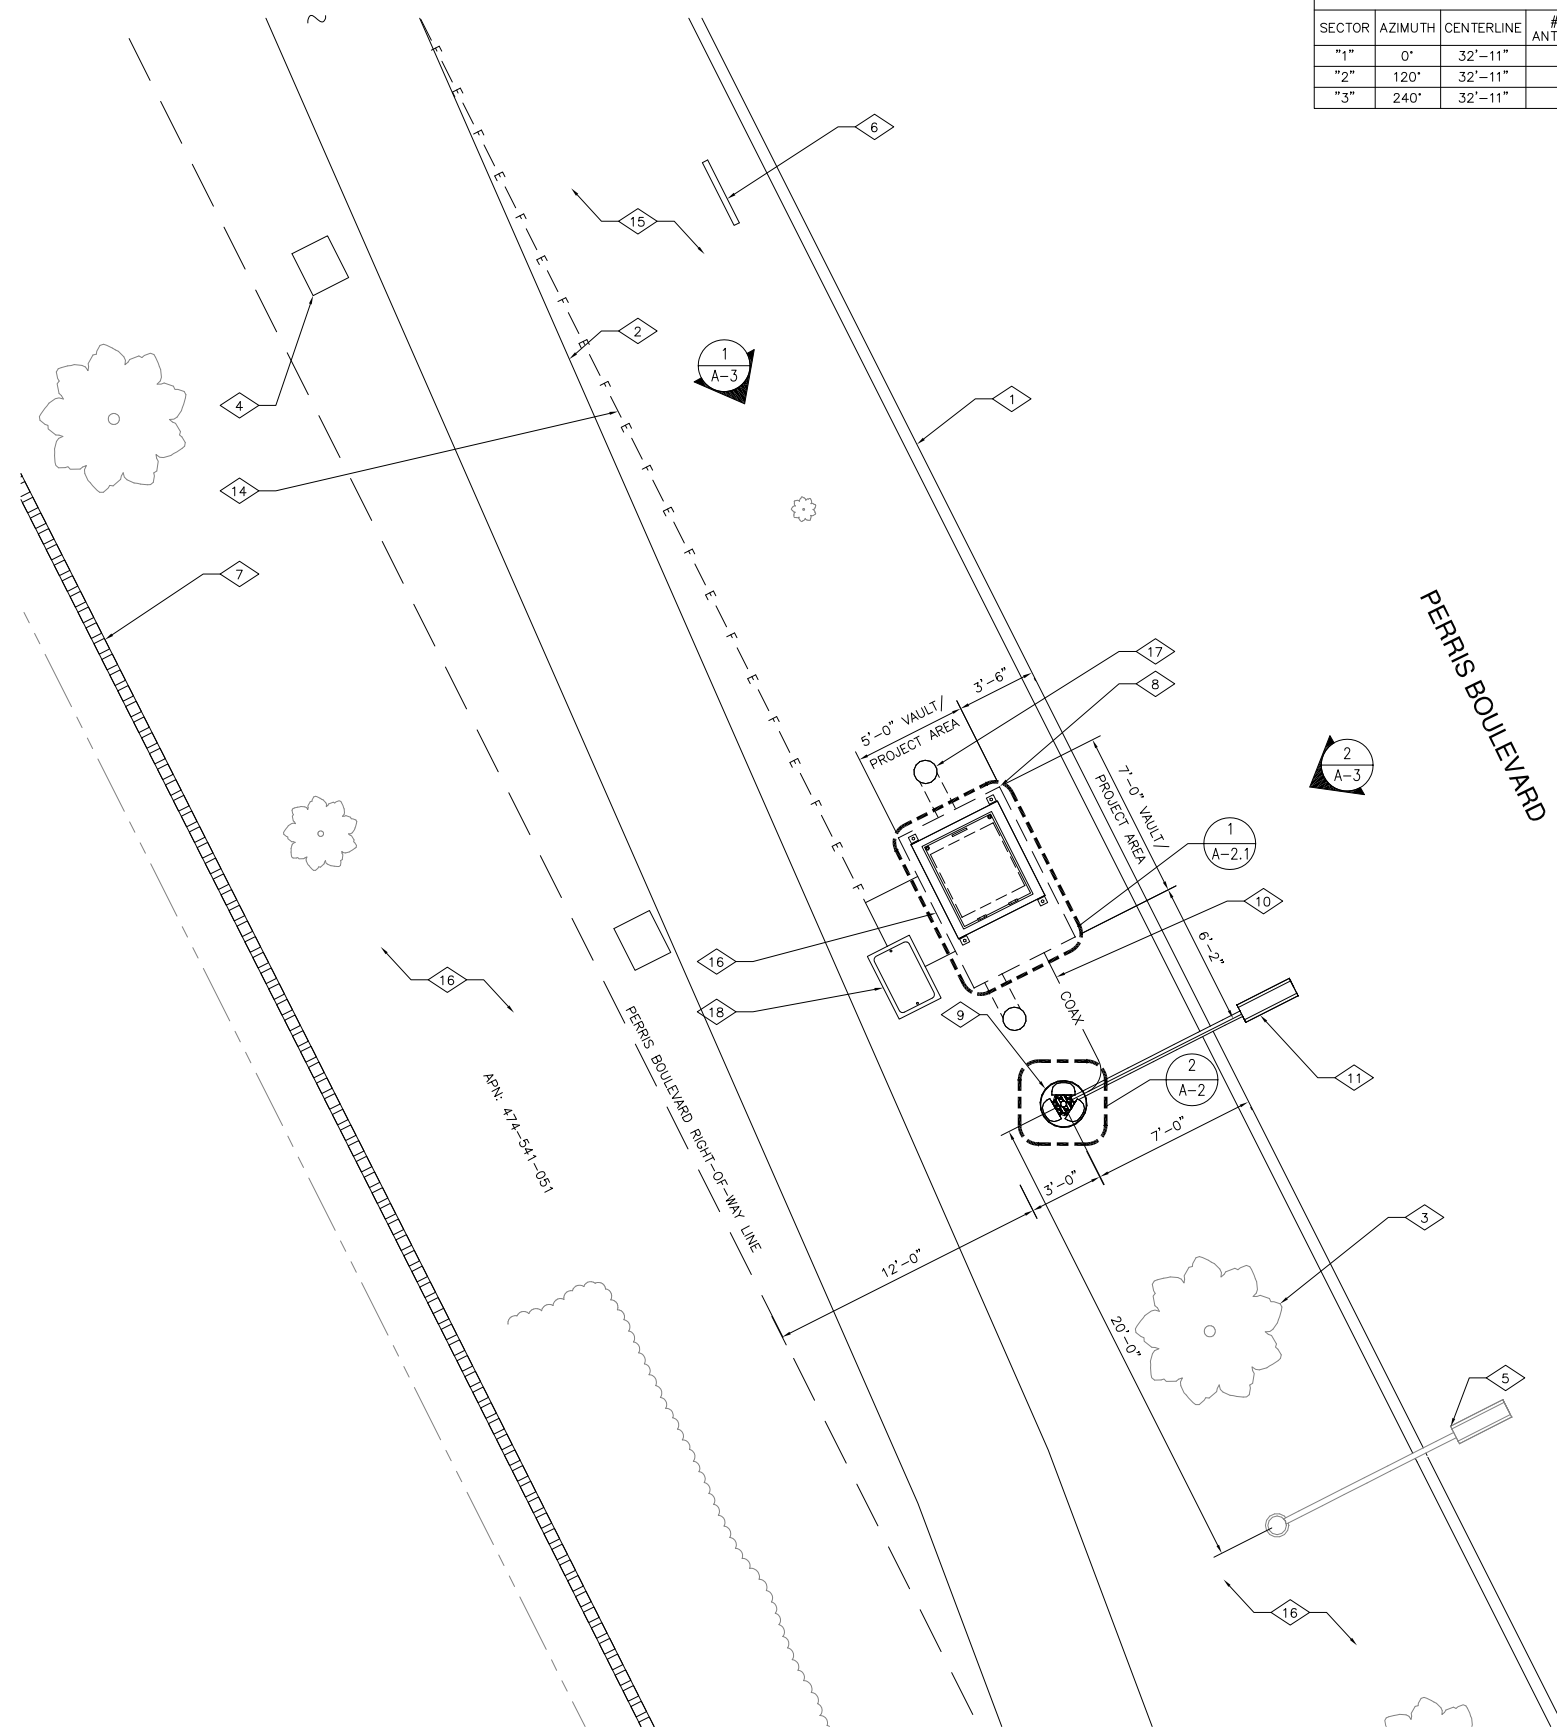 SECTOR AZIMUTH CENTERLINE #
ANT
"1" 0° 32'-11"
"2" 120° 32'-11"
"3" 240° 32'-11"
6
15
2
1
A-3
4
1
14
7
PERRIS BOULEVARD
17
3'-6"
8
5'-0" VAULT/
PROJECT AREA
2
A-3
7'-0" VAULT/
PROJECT AREA
1
A-2.1
10
6'-2"
16
16
18
9
COAX
11
2
A-2
7'-0"
3'-0"
PERRIS BOULEVARD RIGHT-OF-WAY LINE
APN: 474-541-051
12'-0"
3
20'-0"
5
16
E F E F E F E F E F E F E F E F E F E F E F